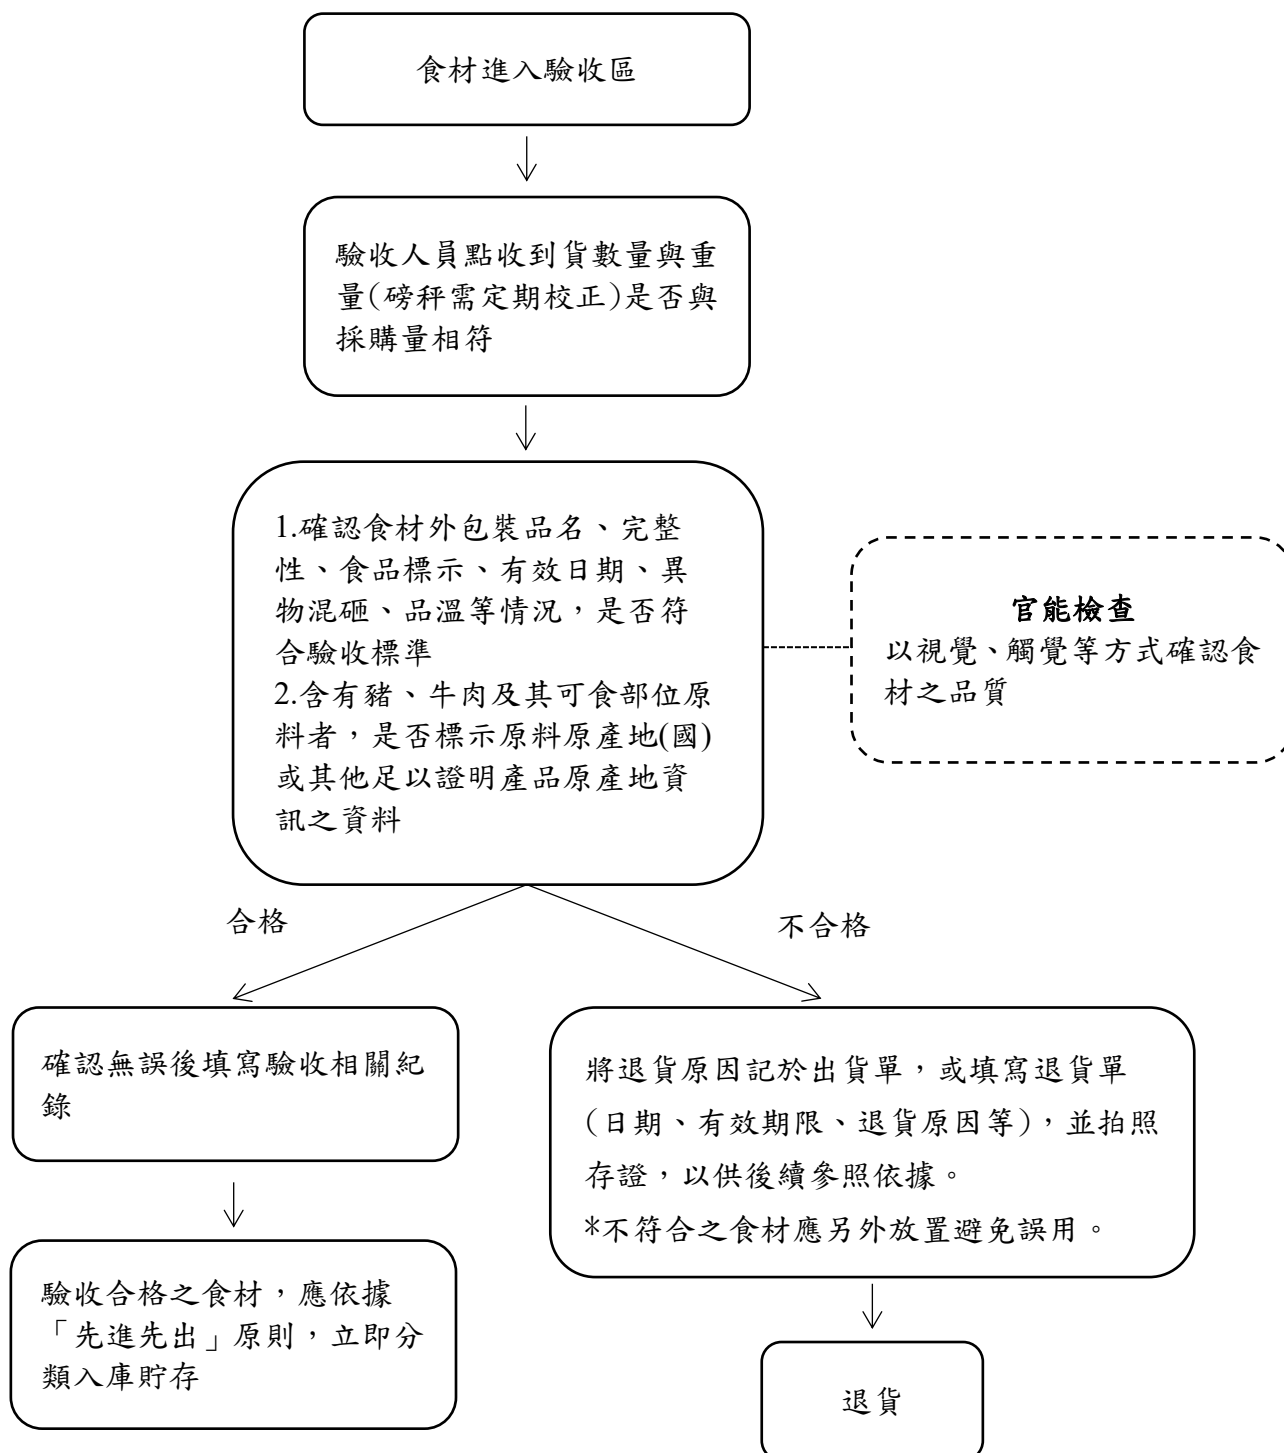 食材進入驗收區
驗收人員點收到貨數量與重
量(磅秤需定期校正)是否與
採購量相符
1.確認食材外包裝品名、完整
性、食品標示、有效日期、異
物混砸、品溫等情況，是否符
合驗收標準
2.含有豬、牛肉及其可食部位原
料者，是否標示原料原產地(國)
或其他足以證明產品原產地資
訊之資料
官能檢查
以視覺、觸覺等方式確認食
材之品質
合格
不合格
確認無誤後填寫驗收相關紀
錄
驗收合格之食材，應依據
「先進先出」原則，立即分
類入庫貯存
將退貨原因記於出貨單，或填寫退貨單
(日期、有效期限、退貨原因等)，並拍照
存證，以供後續參照依據。
*不符合之食材應另外放置避免誤用。
退貨